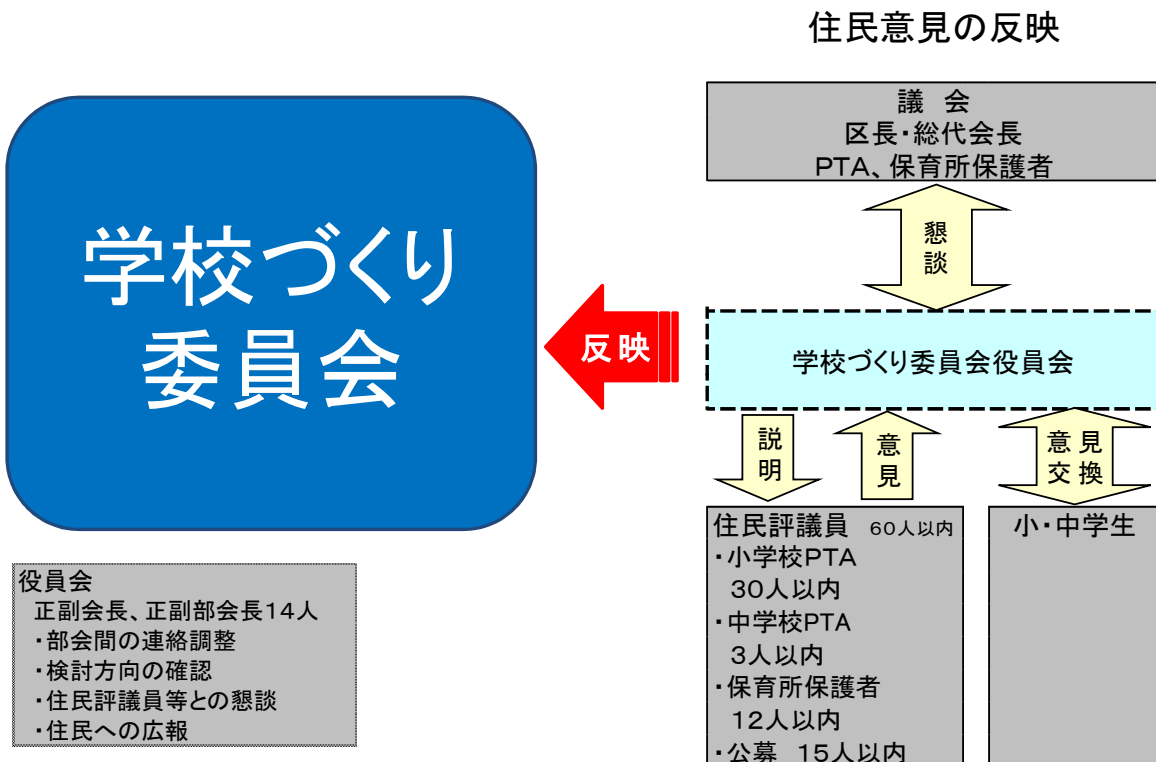 住民意見の反映
学校づくり
委員会
議　会
区長・総代会長
PTA、保育所保護者
懇
談
反映
学校づくり委員会役員会
説
明
意
見
意見
交換
住民評議員　60人以内
・小学校PTA
30人以内
・中学校PTA
3人以内
・保育所保護者
12人以内
・公募　15人以内
小・中学生
役員会
正副会長、正副部会長14人
・部会間の連絡調整
・検討方向の確認
・住民評議員等との懇談
・住民への広報